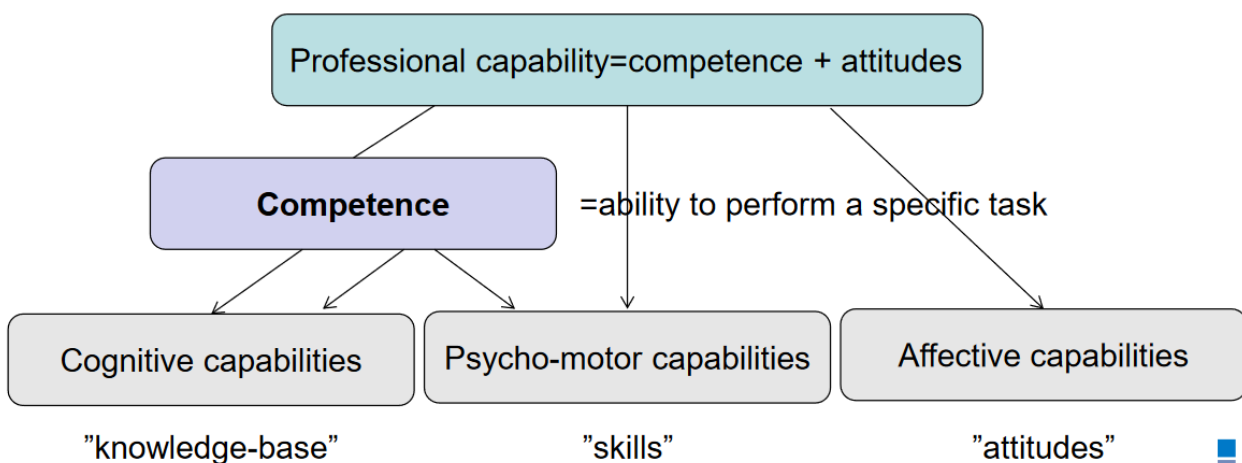 Professional capability=competence + attitudes
Competence
=ability to perform a specific task
Cognitive capabilities
Psycho-motor capabilities
Affective capabilities
”knowledge-base”
”skills”
”attitudes”